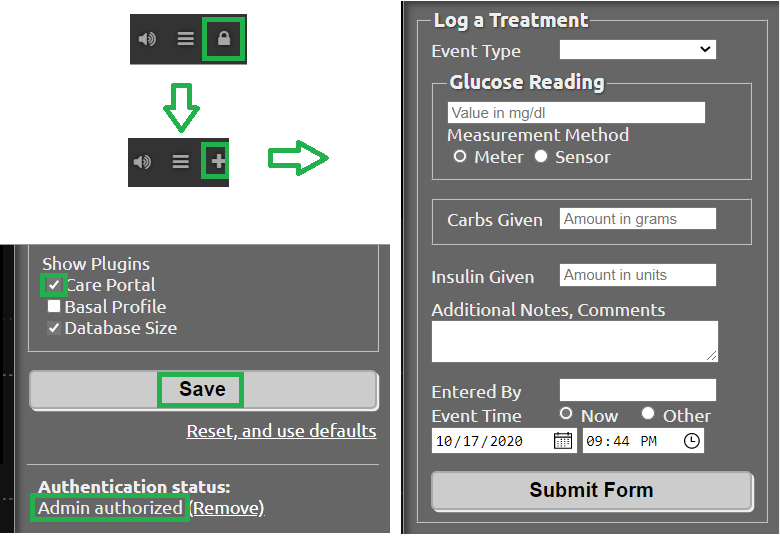 Show Plugins
Care Portal
Basal Profile
Database Size
Save
Reset, and use defaults
Authentication status:
Admin authorized (Remove)
Log a Treatment
Event Type
Glucose Reading
Value in mg/dl
Measurement Method
Meter Sensor
Carbs Given Amount in grams
Insulin Given Amount in units
Additional Notes, Comments
Entered By
Event Time Now Other
10/17/2020 09:44 PM
Submit Form